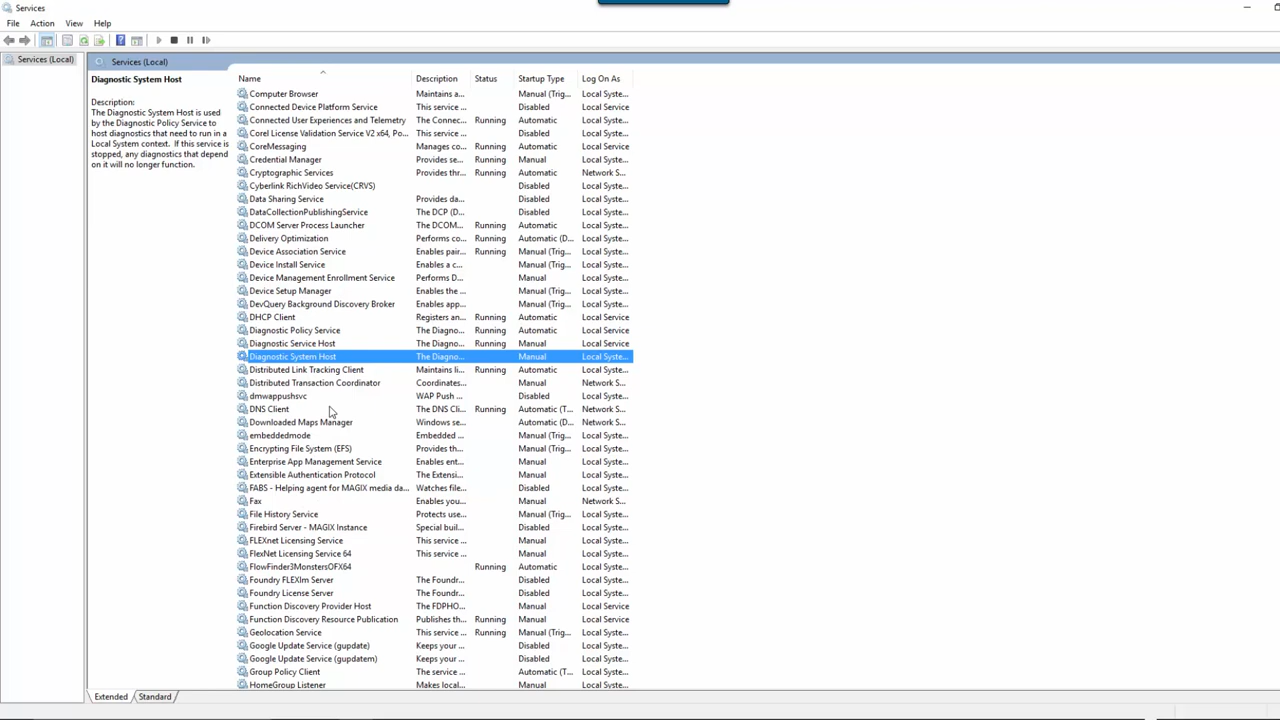 Services
File Action View Help
Services (Local)
Services (Local)
Diagnostic System Host
Description:
The Diagnostic System Host is used
by the Diagnostic Policy Service to
host diagnostics that need to run in a
Local System context. If this service is
stopped, any diagnostics that depend
on it will no longer function.
Name Description Status Startup Type Log On As
Computer Browser Maintains a... Manual (Trig... Local Syste...
Connected Device Platform Service This service ... Disabled Local Service
Connected User Experiences and Telemetry The Connec... Running Automatic Local Syste...
Corel License Validation Service V2 x64, Po... This service ... Disabled Local Syste...
CoreMessaging Manages co... Running Automatic Local Service
Credential Manager Provides se... Running Manual Local Syste...
Cryptographic Services Provides thr... Running Automatic Network S...
Cyberlink RichVideo Service(CRVS) Disabled Local Syste...
Data Sharing Service Provides da... Disabled Local Syste...
DataCollectionPublishingService The DCP (D... Disabled Local Syste...
DCOM Server Process Launcher The DCOM... Running Automatic Local Syste...
Delivery Optimization Performs co... Running Automatic (D... Local Syste...
Device Association Service Enables pair... Running Manual (Trig... Local Syste...
Device Install Service Enables a c... Manual (Trig... Local Syste...
Device Management Enrollment Service Performs D... Manual Local Syste...
Device Setup Manager Enables the ... Manual (Trig... Local Syste...
DevQuery Background Discovery Broker Enables app... Manual (Trig... Local Syste...
DHCP Client Registers an... Running Automatic Local Service
Diagnostic Policy Service The Diagno... Running Automatic Local Service
Diagnostic Service Host The Diagno... Running Manual Local Service
Diagnostic System Host The Diagno... Manual Local Syste...
Distributed Link Tracking Client Maintains li... Running Automatic Local Syste...
Distributed Transaction Coordinator Coordinates... Manual Network S...
dmwappushsvc WAP Push ... Disabled Local Syste...
DNS Client The DNS Cli... Running Automatic (T... Network S...
Downloaded Maps Manager Windows se... Automatic (D... Network S...
embeddedmode Embedded ... Manual (Trig... Local Syste...
Encrypting File System (EFS) Provides th... Manual (Trig... Local Syste...
Enterprise App Management Service Enables ent... Manual Local Syste...
Extensible Authentication Protocol The Extensi... Manual Local Syste...
FABS - Helping agent for MAGIX media da... Watches file... Disabled Local Syste...
Fax Enables you... Manual Network S...
File History Service Protects use... Manual (Trig... Local Syste...
Firebird Server - MAGIX Instance Special buil... Disabled Local Syste...
FLEXnet Licensing Service This service ... Manual Local Syste...
FlexNet Licensing Service 64 This service ... Manual Local Syste...
FlowFinder3MonstersOFX64 Running Automatic Local Syste...
Foundry FLEXlm Server The Foundr... Disabled Local Syste...
Foundry License Server The Foundr... Disabled Local Syste...
Function Discovery Provider Host The FDPHO... Manual Local Service
Function Discovery Resource Publication Publishes th... Running Manual Local Service
Geolocation Service This service ... Running Manual (Trig... Local Syste...
Google Update Service (gupdate) Keeps your ... Disabled Local Syste...
Google Update Service (gupdatem) Keeps your ... Disabled Local Syste...
Group Policy Client The service ... Automatic (T... Local Syste...
HomeGroup Listener Makes local... Manual Local Syste...
Extended Standard